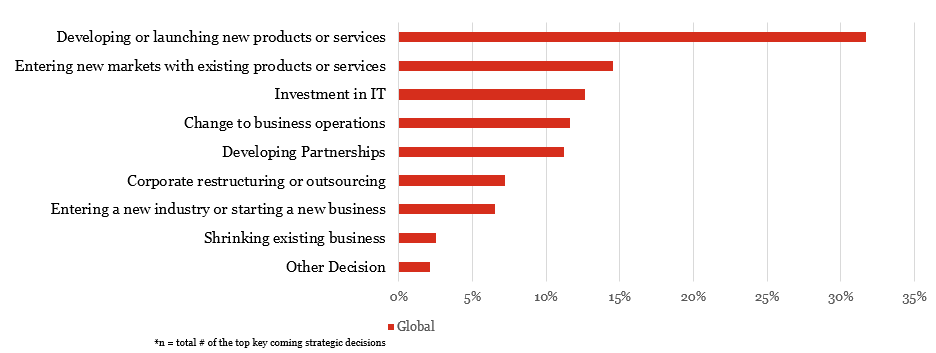 Developing or launching new products or services
Entering new markets with existing products or services
Investment in IT
Change to business operations
Developing Partnerships
Corporate restructuring or outsourcing
Entering a new industry or starting a new business
Shrinking existing business
Other Decision
0% 5% 10% 15% 20% 25% 30% 35%
Global
*n = total # of the top key coming strategic decisions